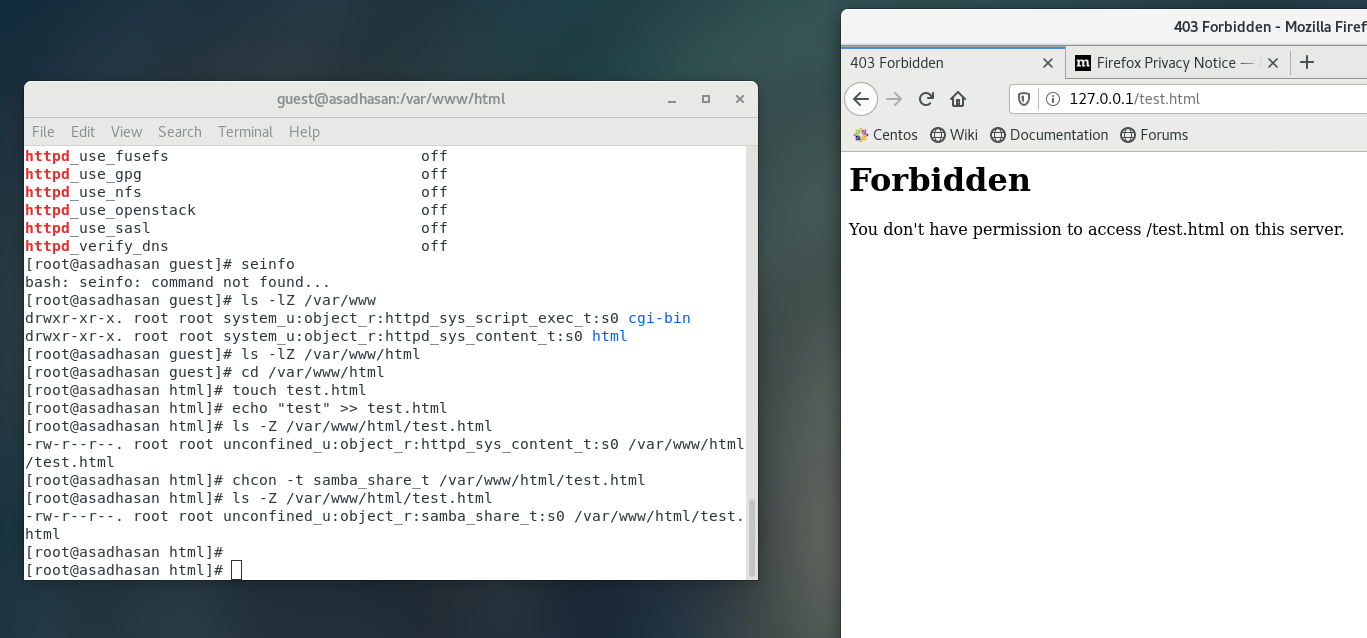 guest@asadhasan:/var/www/html
File Edit View Search Terminal Help
httpd_use_fusefs off
httpd_use_gpg off
httpd_use_nfs off
httpd_use_openstack off
httpd_use_sasl off
httpd_verify_dns off
[root@asadhasan guest]# seinfo
bash: seinfo: command not found...
[root@asadhasan guest]# ls -lZ /var/www
drwxr-xr-x. root root system_u:object_r:httpd_sys_script_exec_t:s0 cgi-bin
drwxr-xr-x. root root system_u:object_r:httpd_sys_content_t:s0 html
[root@asadhasan guest]# ls -lZ /var/www/html
[root@asadhasan guest]# cd /var/www/html
[root@asadhasan html]# touch test.html
[root@asadhasan html]# echo "test" >> test.html
[root@asadhasan html]# ls -Z /var/www/html/test.html
-rw-r--r--. root root unconfined_u:object_r:httpd_sys_content_t:s0 /var/www/html
/test.html
[root@asadhasan html]# chcon -t samba_share_t /var/www/html/test.html
[root@asadhasan html]# ls -Z /var/www/html/test.html
-rw-r--r--. root root unconfined_u:object_r:samba_share_t:s0 /var/www/html/test.
html
[root@asadhasan html]#
[root@asadhasan html]#
403 Forbidden - Mozilla Firef
403 Forbidden
m Firefox Privacy Notice —
127.0.0.1/test.html
Centos Wiki Documentation Forums
Forbidden
You don't have permission to access /test.html on this server.